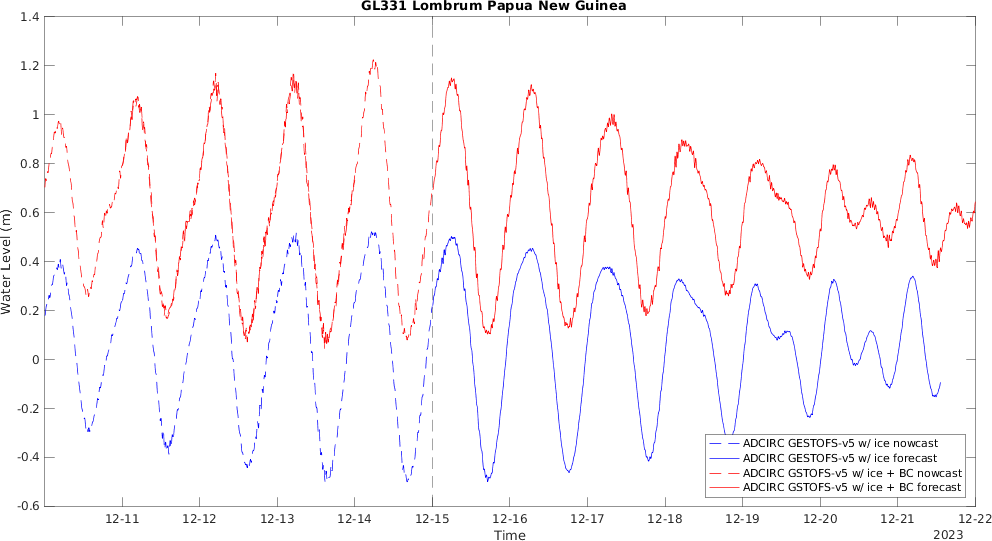 GL331 Lombrum Papua New Guinea
1.4
1.2
1
0.8
0.6
0.4
0.2
0
-0.2
-0.4
-0.6
Water Level (m)
ADCIRC GESTOFS-v5 w/ ice nowcast
ADCIRC GESTOFS-v5 w/ ice forecast
ADCIRC GSTOFS-v5 w/ ice + BC nowcast
ADCIRC GSTOFS-v5 w/ ice + BC forecast
12-11 12-12 12-13 12-14 12-15 12-16 12-17 12-18 12-19 12-20 12-21 12-22
Time 2023